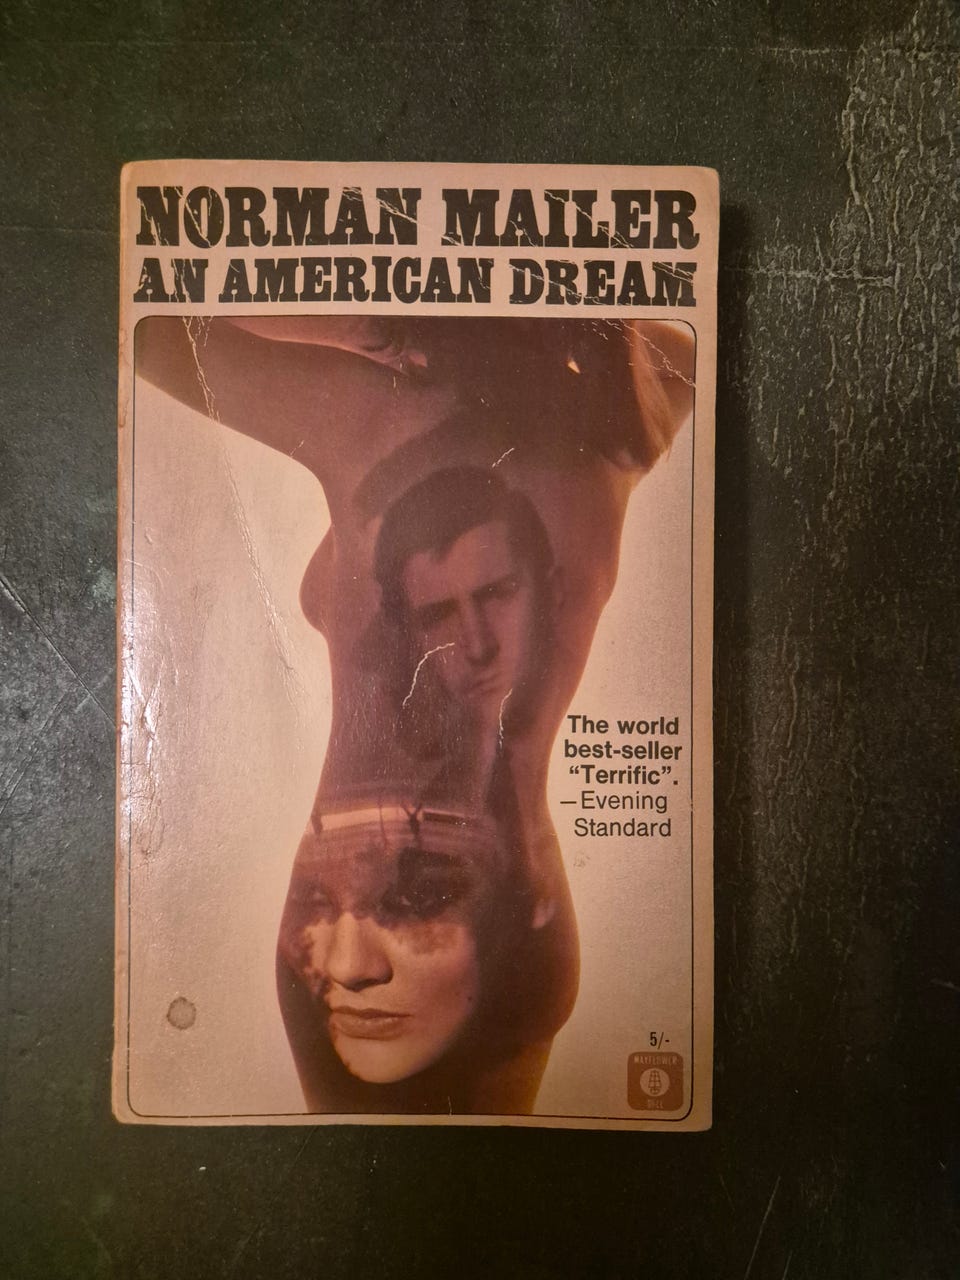 NORMAN MAILER
AN AMERICAN DREAM
The world
best-seller
“Terrific”.
—Evening
Standard
5/-
MAYFLOWER
DELL